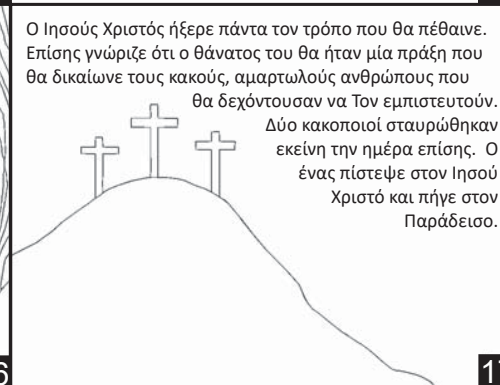 Ο Ιησούς Χριστός ήξερε πάντα τον τρόπο που θα πέθαινε.
Επίσης γνώριζε ότι ο θάνατος του θα ήταν μία πράξη που
θα δικαίωνε τους κακούς, αμαρτωλούς ανθρώπους που
θα δεχόντουσαν να Τον εμπιστευτούν.
Δύο κακοποιοί σταυρώθηκαν
εκείνη την ημέρα επίσης. Ο
ένας πίστεψε στον Ιησού
Χριστό και πήγε στον
Παράδεισο.
6
17